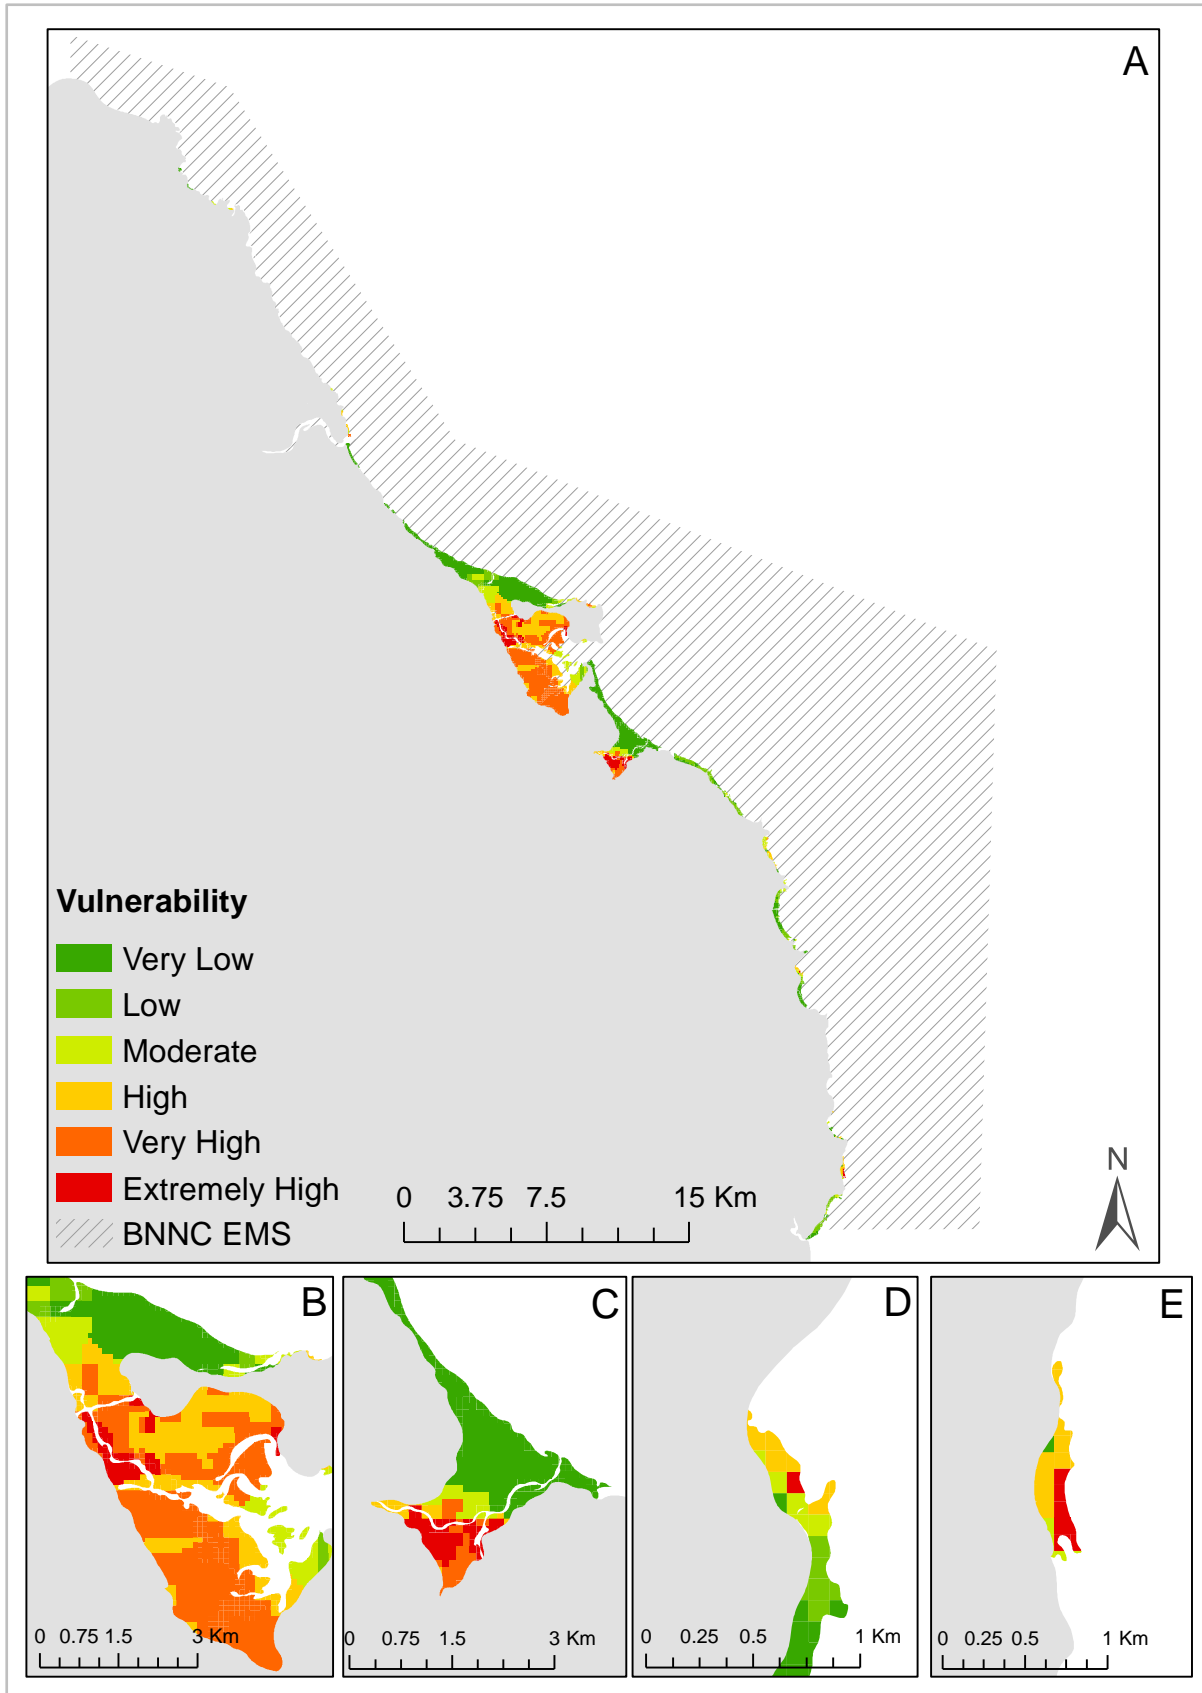 A
Vulnerability
Very Low
Low
Moderate
High
Very High
Extremely High
BNNC EMS
0 3.75 7.5 15 Km
N
B
0 0.75 1.5 3 Km
C
0 0.75 1.5 3 Km
D
0 0.25 0.5 1 Km
E
0 0.25 0.5 1 Km